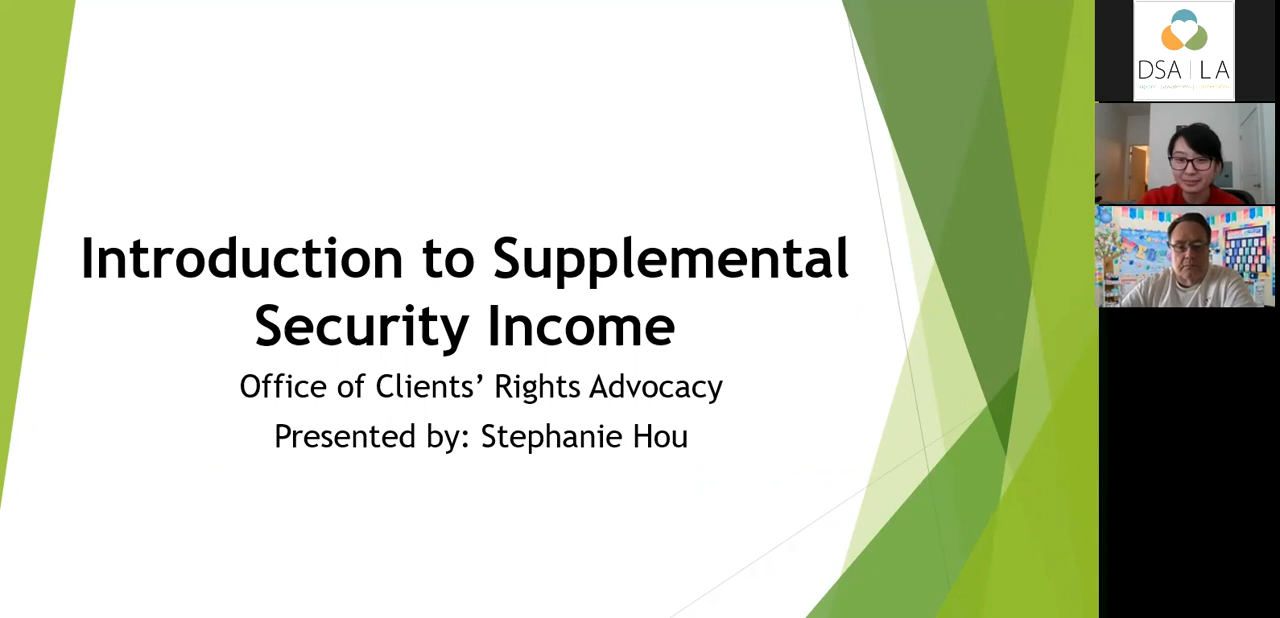 Introduction to Supplemental
Security Income
Office of Clients’ Rights Advocacy
Presented by: Stephanie Hou
DSA | LA